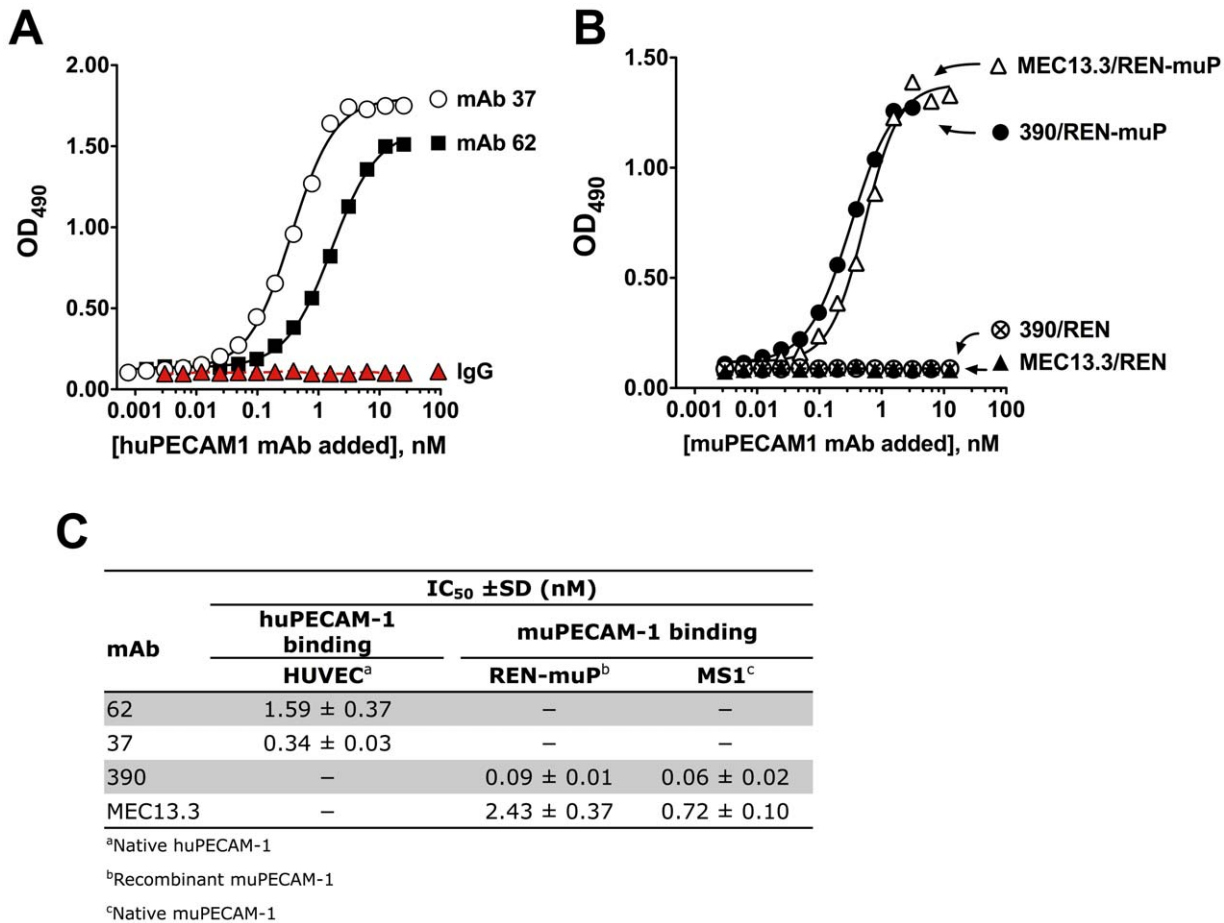 A
2.00
1.50
1.00
0.50
0.00
OD490
0.001 0.01 0.1 1 10 100
[huPECAM1 mAb added], nM
mAb 37
mAb 62
IgG
B
1.50
1.00
0.50
0.00
OD490
0.001 0.01 0.1 1 10 100
[muPECAM1 mAb added], nM
MEC13.3/REN-muP
390/REN-muP
390/REN
MEC13.3/REN
C
IC50 ±SD (nM)
mAb
huPECAM-1
binding
muPECAM-1 binding
HUVECa REN-muPb MS1c
62 1.59 ± 0.37 – –
37 0.34 ± 0.03 – –
390 – 0.09 ± 0.01 0.06 ± 0.02
MEC13.3 – 2.43 ± 0.37 0.72 ± 0.10
aNative huPECAM-1
bRecombinant muPECAM-1
cNative muPECAM-1